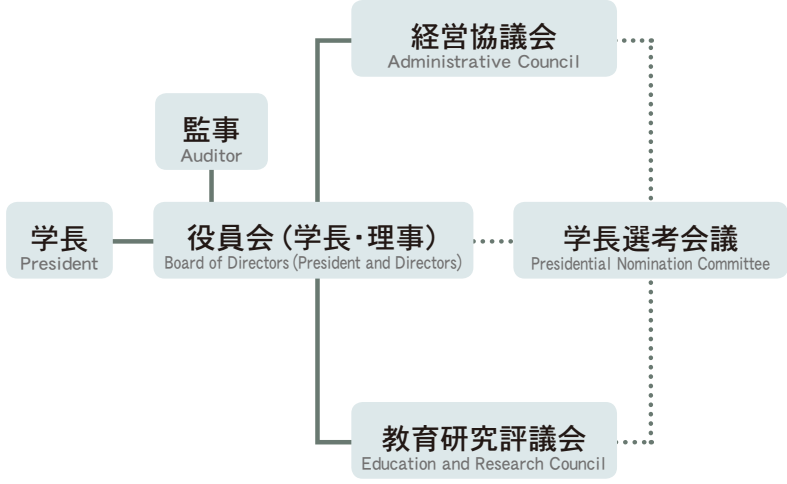 経営協議会
Administrative Council
監事
Auditor
学長
President
役員会（学長・理事）
Board of Directors (President and Directors)
学長選考会議
Presidential Nomination Committee
教育研究評議会
Education and Research Council